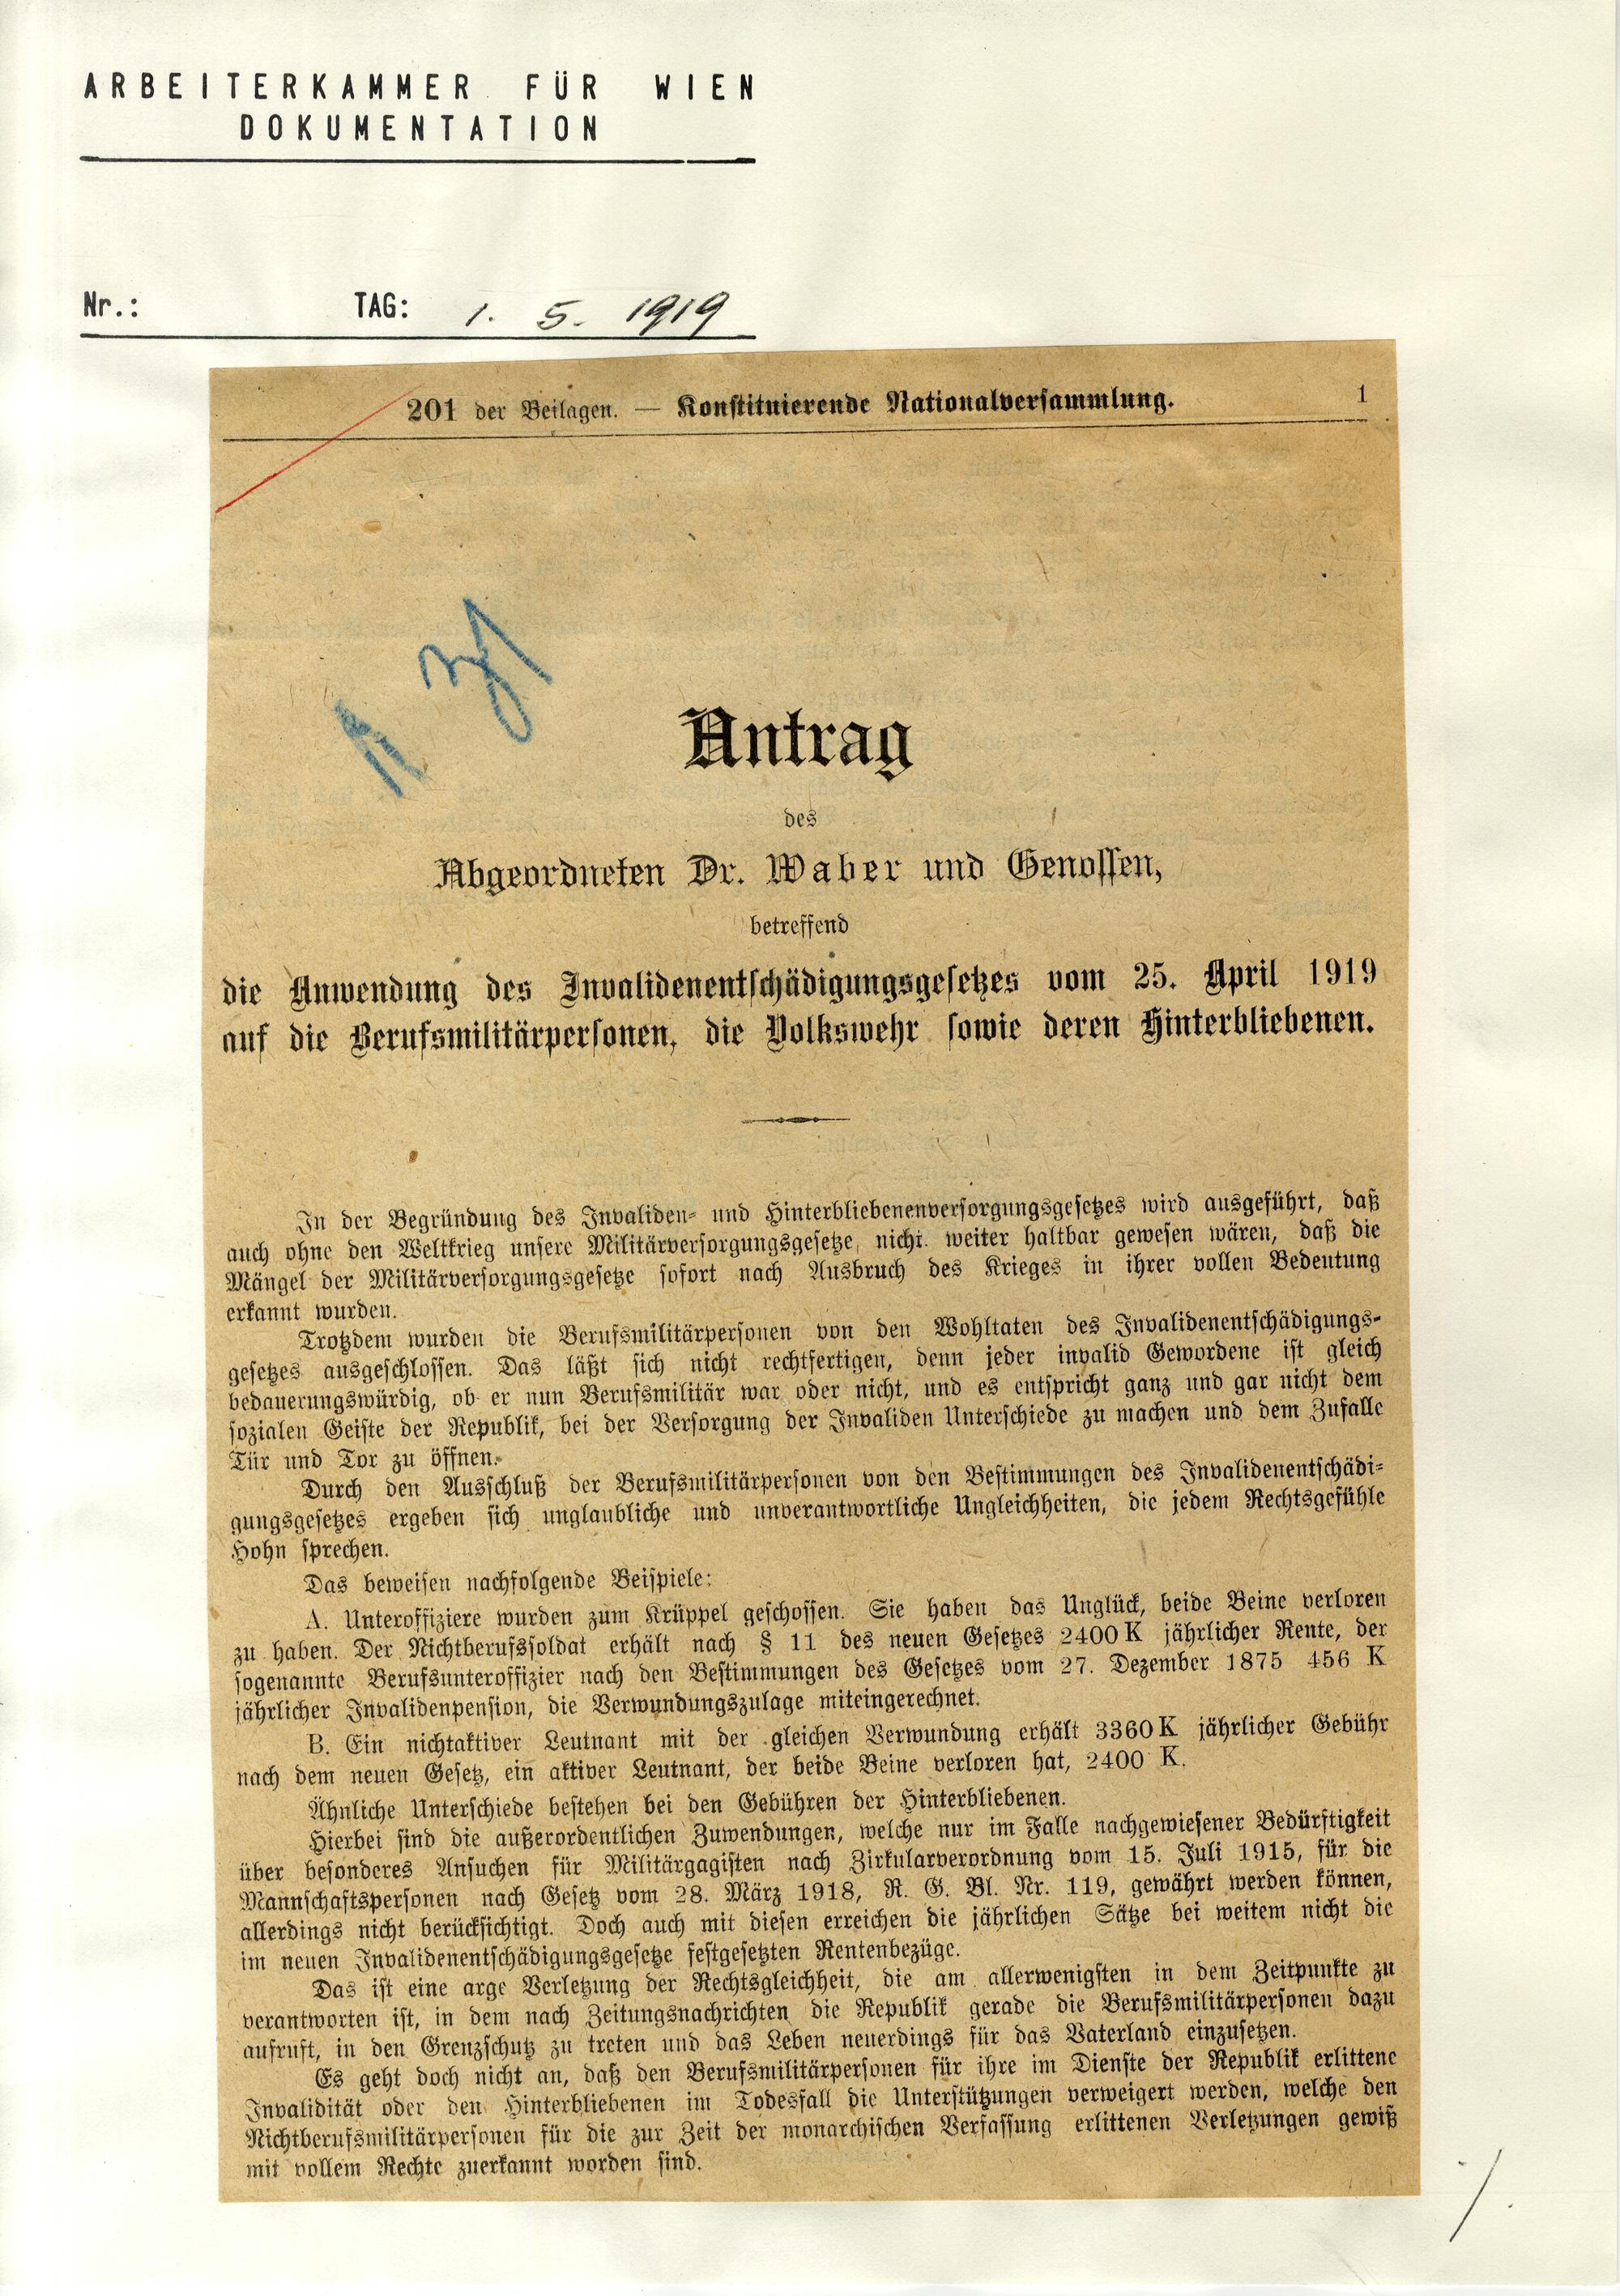 ARBEITERKAMMER FÜR WIEN
DOKUMENTATION
Nr.: TAG: 1. 5. 1919
201 der Beilagen. — Konstituierende Nationalversammlung. 1
Antrag
des
Abgeordneten Dr. Waber und Genossen,
betreffend
die Anwendung des Invalidenentschädigungsgesetzes vom 25. April 1919
auf die Berufsmilitärpersonen, die Volkswehr sowie deren Hinterbliebenen.
In der Begründung des Invaliden- und Hinterbliebenenversorgungsgesetzes wird ausgeführt, daß
auch ohne den Weltkrieg unsere Militärversorgungsgesetze nicht weiter haltbar gewesen wären, daß die
Mängel der Militärversorgungsgesetze sofort nach Ausbruch des Krieges in ihrer vollen Bedeutung
erkannt wurden.
Trotzdem wurden die Berufsmilitärpersonen von den Wohltaten des Invalidenentschädigungs-
gesetzes ausgeschlossen. Das läßt sich nicht rechtfertigen, denn jeder invalid Gewordene ist gleich
bedauerungswürdig, ob er nun Berufsmilitär war oder nicht, und es entspricht ganz und gar nicht dem
sozialen Geiste der Republik, bei der Versorgung der Invaliden Unterschiede zu machen und dem Zufalle
Tür und Tor zu öffnen.
Durch den Ausschluß der Berufsmilitärpersonen von den Bestimmungen des Invalidenentschädi-
gungsgesetzes ergeben sich unglaubliche und unverantwortliche Ungleichheiten, die jedem Rechtsgefühle
Hohn sprechen.
Das beweisen nachfolgende Beispiele:
A. Unteroffiziere wurden zum Krüppel geschossen. Sie haben das Unglück, beide Beine verloren
zu haben. Der Nichtberufssoldat erhält nach § 11 des neuen Gesetzes 2400 K jährlicher Rente, der
sogenannte Berufsunteroffizier nach den Bestimmungen des Gesetzes vom 27. Dezember 1875 456 K
jährlicher Invalidenpension, die Verwundungszulage miteingerechnet.
B. Ein nichtaktiver Leutnant mit der gleichen Verwundung erhält 3360 K jährlicher Gebühr
nach dem neuen Gesetz, ein aktiver Leutnant, der beide Beine verloren hat, 2400 K.
Ähnliche Unterschiede bestehen bei den Gebühren der Hinterbliebenen.
Hierbei sind die außerordentlichen Zuwendungen, welche nur im Falle nachgewiesener Bedürftigkeit
über besonderes Ansuchen für Militärgagisten nach Zirkularverordnung vom 15. Juli 1915, für die
Mannschaftspersonen nach Gesetz vom 28. März 1918, R. G. Bl. Nr. 119, gewährt werden können,
allerdings nicht berücksichtigt. Doch auch mit diesen erreichen die jährlichen Sätze bei weitem nicht die
im neuen Invalidenentschädigungsgesetze festgesetzten Rentenbezüge.
Das ist eine arge Verletzung der Rechtsgleichheit, die am allerwenigsten in dem Zeitpunkte zu
verantworten ist, in dem nach Zeitungsnachrichten die Republik gerade die Berufsmilitärpersonen dazu
aufruft, in den Grenzschutz zu treten und das Leben neuerdings für das Vaterland einzusetzen.
Es geht doch nicht an, daß den Berufsmilitärpersonen für ihre im Dienste der Republik erlittene
Invalidität oder den Hinterbliebenen im Todesfall die Unterstützungen verweigert werden, welche den
Nichtberufsmilitärpersonen für die zur Zeit der monarchischen Verfassung erlittenen Verletzungen gewiß
mit vollem Rechte zuerkannt worden sind.